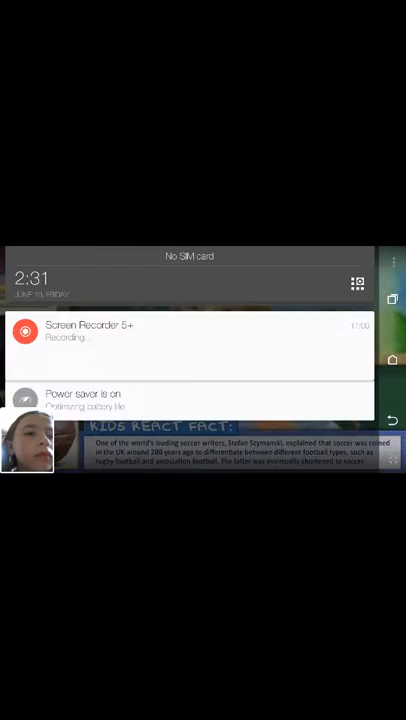 No SIM card
2:31
JUNE 10, FRIDAY
Screen Recorder 5+
11:00
Recording...
Power saver is on
Optimizing battery life
KIDS REACT FACT:
One of the world's leading soccer writers, Stefan Szymanski, explained that soccer was coined
in the UK around 200 years ago to differentiate between different football types, such as
rugby football and association football. The latter was eventually shortened to soccer.